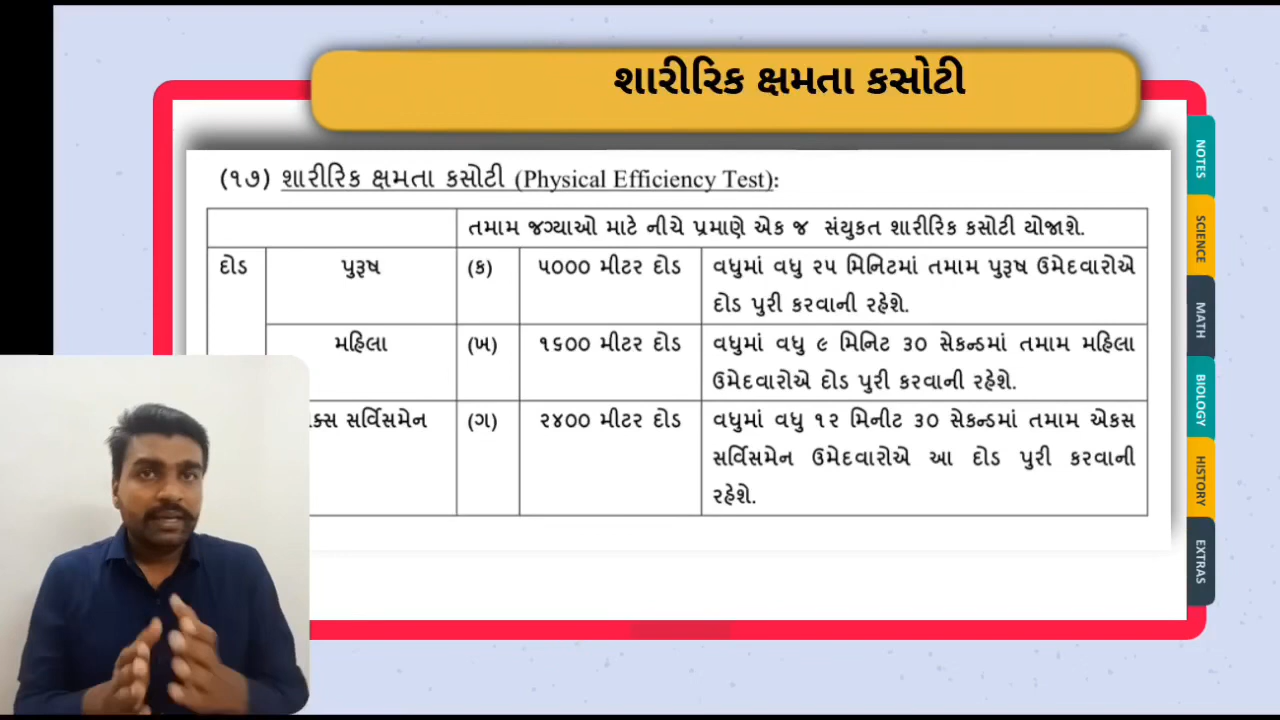 શારીરિક ક્ષમતા કસોટી
(૧૭) શારીરિક ક્ષમતા કસોટી (Physical Efficiency Test):
તમામ જગ્યાઓ માટે નીચે પ્રમાણે એક જ સંયુકત શારીરિક કસોટી યોજાશે.
દોડ પુરૂષ (ક) ૫૦૦૦ મીટર દોડ વધુમાં વધુ ૨૫ મિનિટમાં તમામ પુરૂષ ઉમેદવારોએ
દોડ પુરી કરવાની રહેશે.
મહિલા (ખ) ૧૬૦૦ મીટર દોડ વધુમાં વધુ ૯ મિનિટ ૩૦ સેકન્ડમાં તમામ મહિલા
ઉમેદવારોએ દોડ પુરી કરવાની રહેશે.
સર્વિસમેન (ગ) ૨૪૦૦ મીટર દોડ વધુમાં વધુ ૧૨ મિનીટ ૩૦ સેકન્ડમાં તમામ એકસ
સર્વિસમેન ઉમેદવારોએ આ દોડ પુરી કરવાની
રહેશે.
NOTES
SCIENCE
MATH
BIOLOGY
HISTORY
EXTRAS